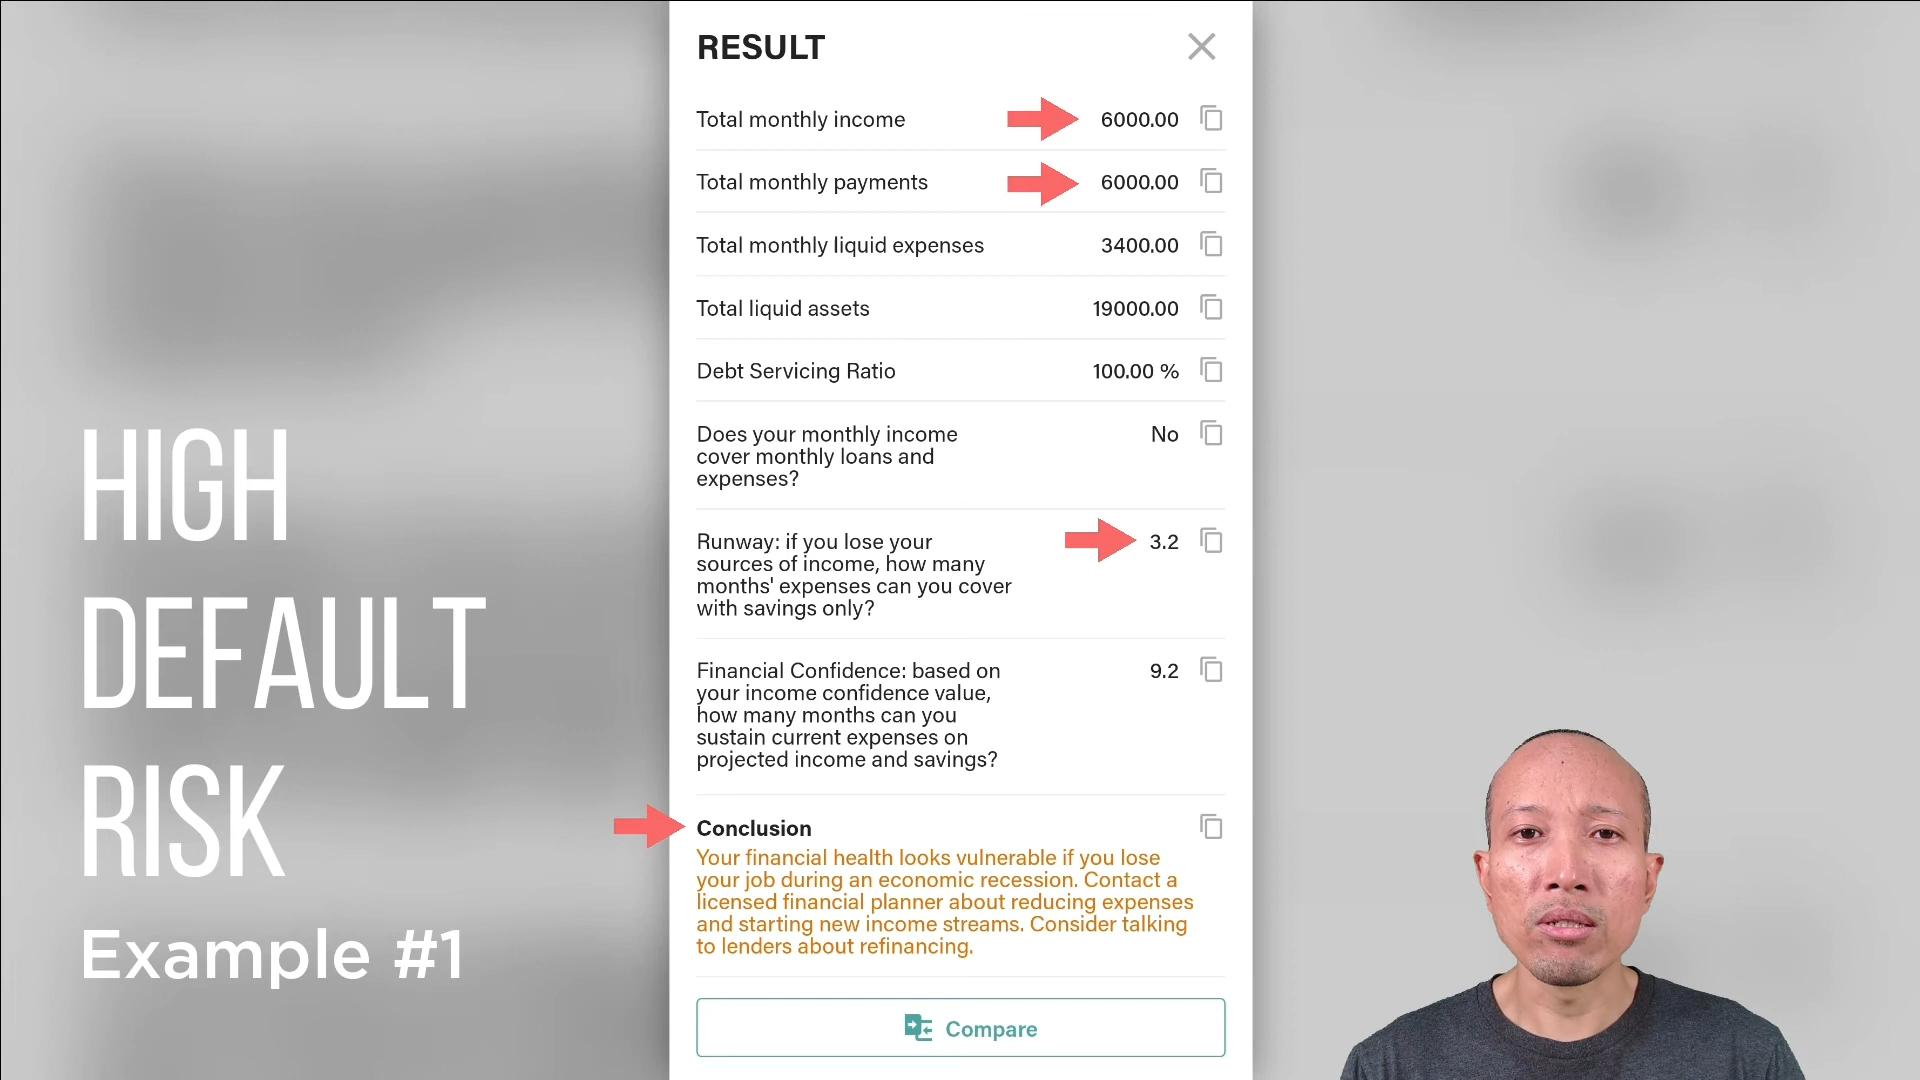 HIGH
DEFAULT
RISK
Example #1
RESULT
Total monthly income 6000.00
Total monthly payments 6000.00
Total monthly liquid expenses 3400.00
Total liquid assets 19000.00
Debt Servicing Ratio 100.00 %
Does your monthly income No
cover monthly loans and
expenses?
Runway: if you lose your 3.2
sources of income, how many
months' expenses can you cover
with savings only?
Financial Confidence: based on 9.2
your income confidence value,
how many months can you
sustain current expenses on
projected income and savings?
Conclusion
Your financial health looks vulnerable if you lose
your job during an economic recession. Contact a
licensed financial planner about reducing expenses
and starting new income streams. Consider talking
to lenders about refinancing.
Compare